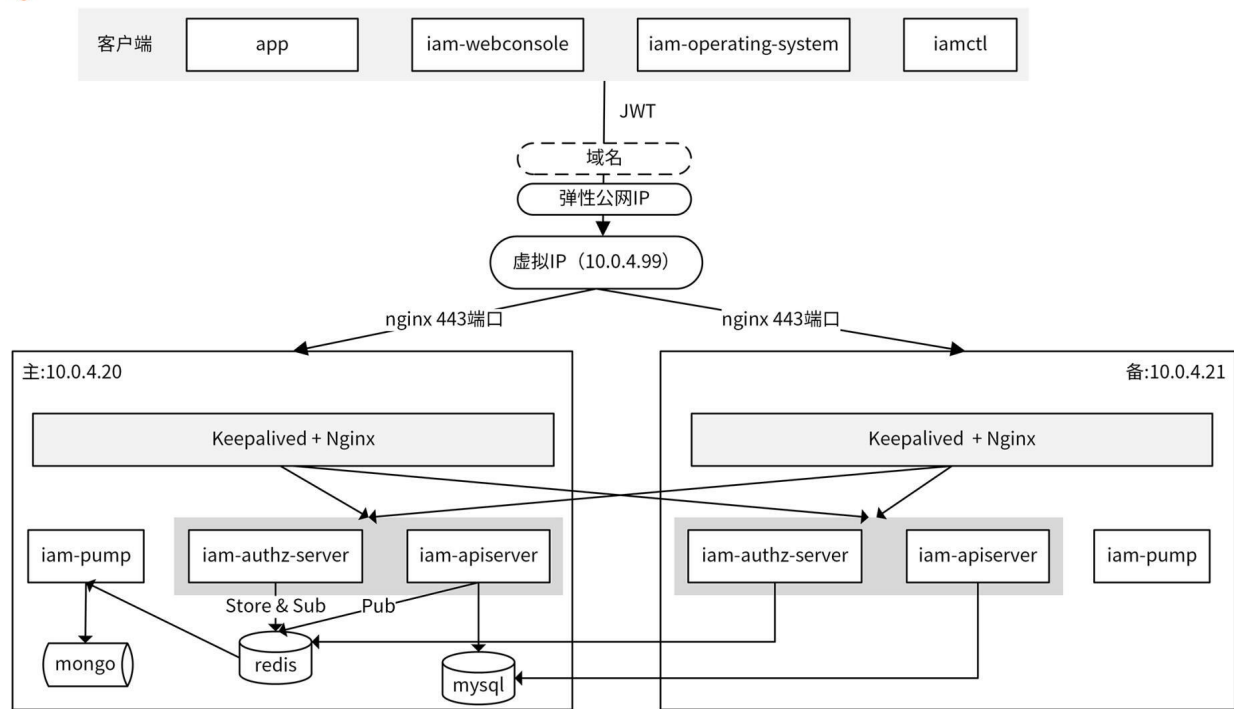 客户端
app
iam-webconsole
iam-operating-system
iamctl
JWT
域名
弹性公网IP
虚拟IP（10.0.4.99）
nginx 443端口
nginx 443端口
主:10.0.4.20
备:10.0.4.21
Keepalived + Nginx
Keepalived + Nginx
iam-pump
iam-authz-server
iam-apiserver
iam-authz-server
iam-apiserver
iam-pump
Store & Sub
Pub
mongo
redis
mysql